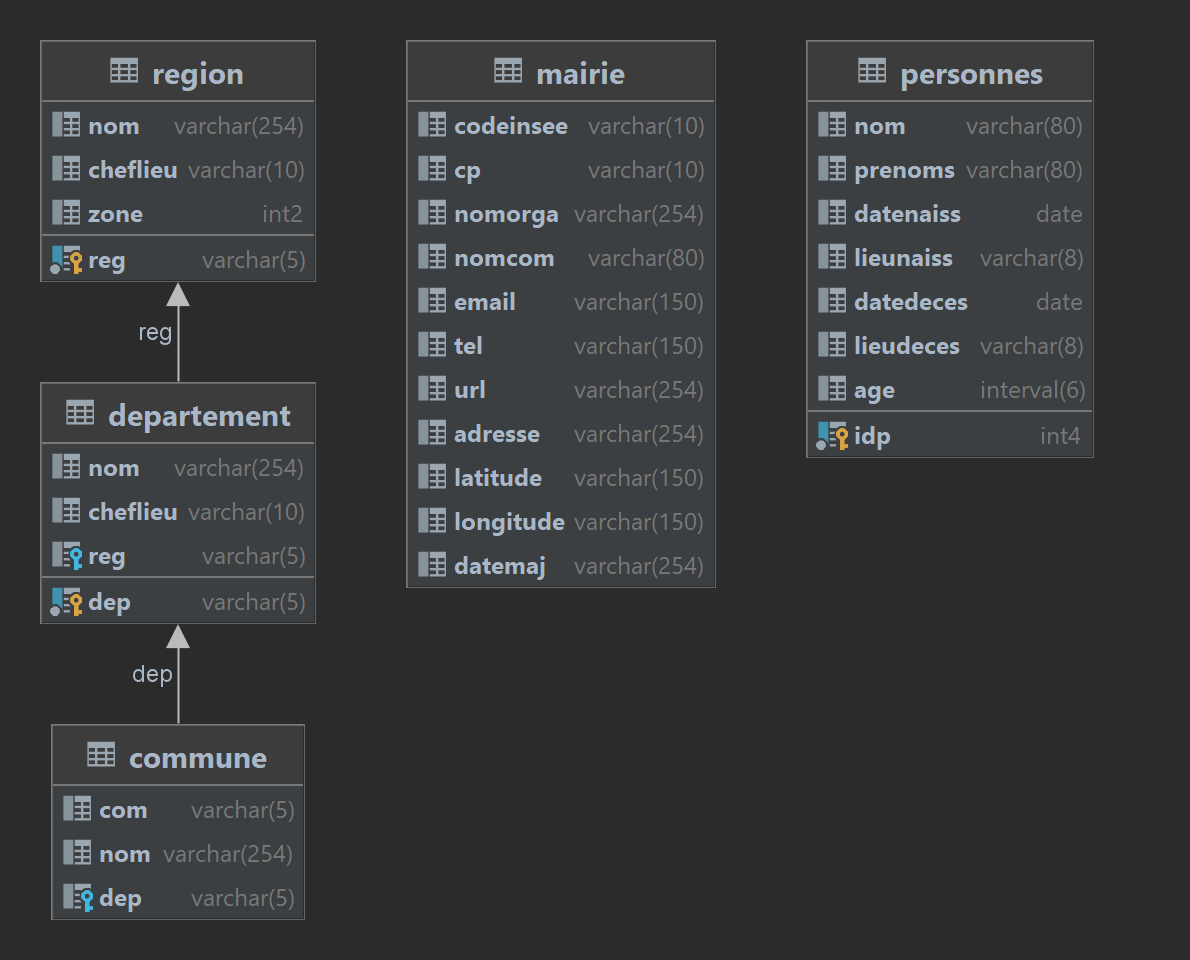 region
nom varchar(254)
cheflieu varchar(10)
zone int2
reg varchar(5)
reg
departement
nom varchar(254)
cheflieu varchar(10)
reg varchar(5)
dep varchar(5)
dep
commune
com varchar(5)
nom varchar(254)
dep varchar(5)
mairie
codeinsee varchar(10)
cp varchar(10)
nomorga varchar(254)
nomcom varchar(80)
email varchar(150)
tel varchar(150)
url varchar(254)
adresse varchar(254)
latitude varchar(150)
longitude varchar(150)
datemaj varchar(254)
personnes
nom varchar(80)
prenoms varchar(80)
datenaiss date
lieunaiss varchar(8)
datedeces date
lieudeces varchar(8)
age interval(6)
idp int4